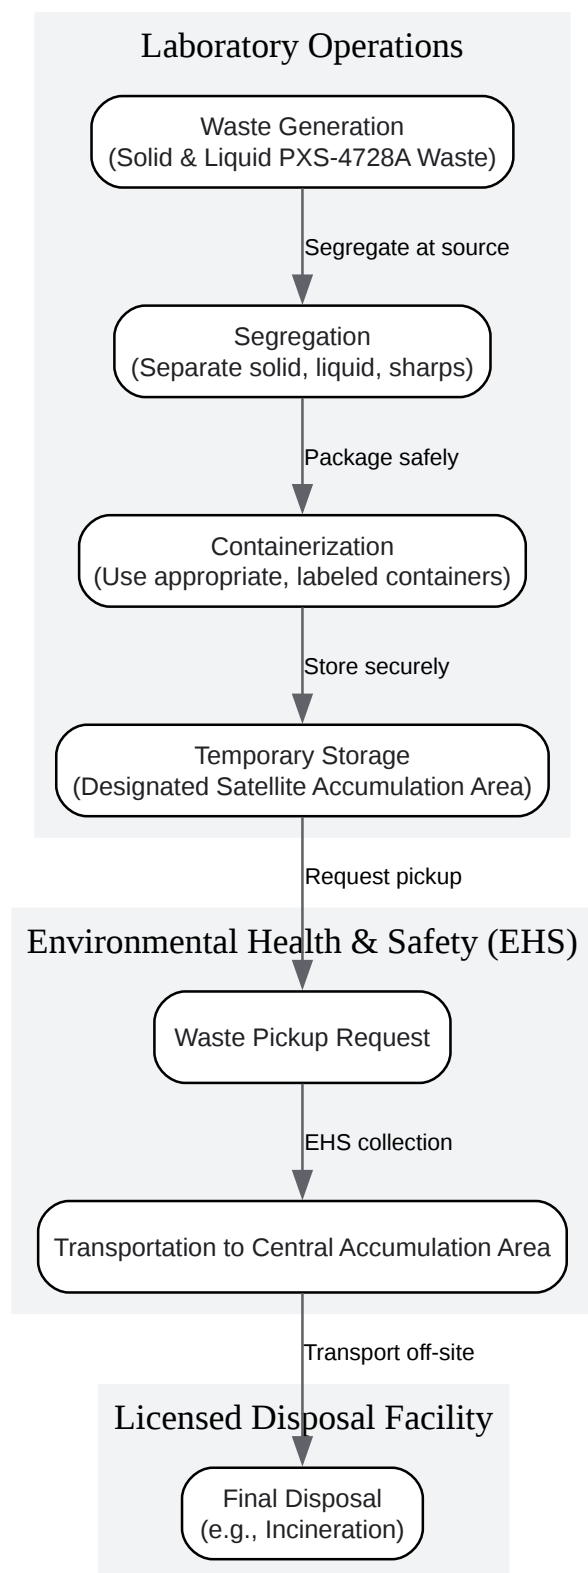 Laboratory Operations
Waste Generation
(Solid & Liquid PXS-4728A Waste)
Segregate at source
Segregation
(Separate solid, liquid, sharps)
Package safely
Containerization
(Use appropriate, labeled containers)
Store securely
Temporary Storage
(Designated Satellite Accumulation Area)
Request pickup
Environmental Health & Safety (EHS)
Waste Pickup Request
EHS collection
Transportation to Central Accumulation Area
Transport off-site
Licensed Disposal Facility
Final Disposal
(e.g., Incineration)